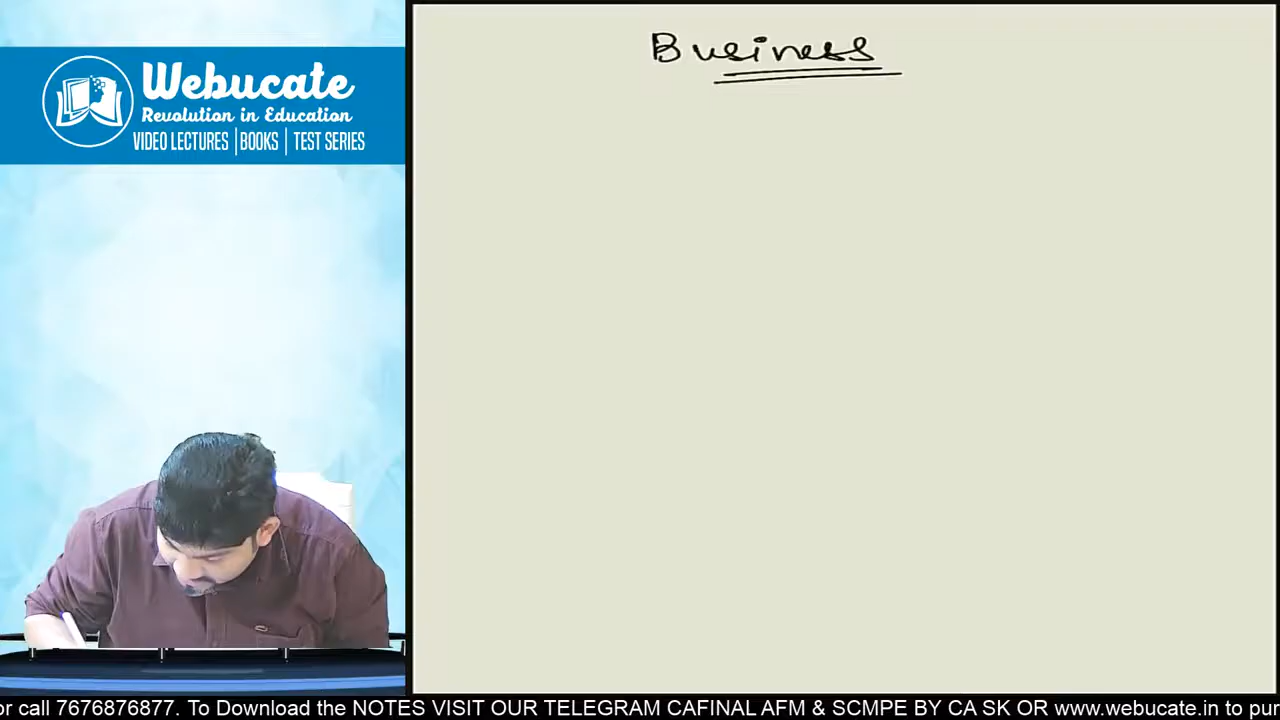 Business
Webucate
Revolution in Education
VIDEO LECTURES | BOOKS | TEST SERIES
or call 7676876877. To Download the NOTES VISIT OUR TELEGRAM CAFINAL AFM & SCMPE BY CA SK OR www.webucate.in to pur